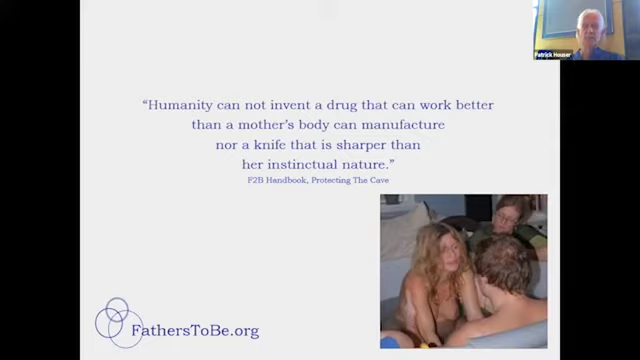 Patrick Houser
“Humanity can not invent a drug that can work better
than a mother’s body can manufacture
nor a knife that is sharper than
her instinctual nature.”
F2B Handbook, Protecting The Cave
FathersToBe.org